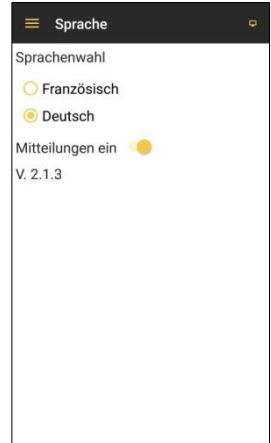 Sprache
Sprachenwahl
Französisch
Deutsch
Mitteilungen ein
V. 2.1.3